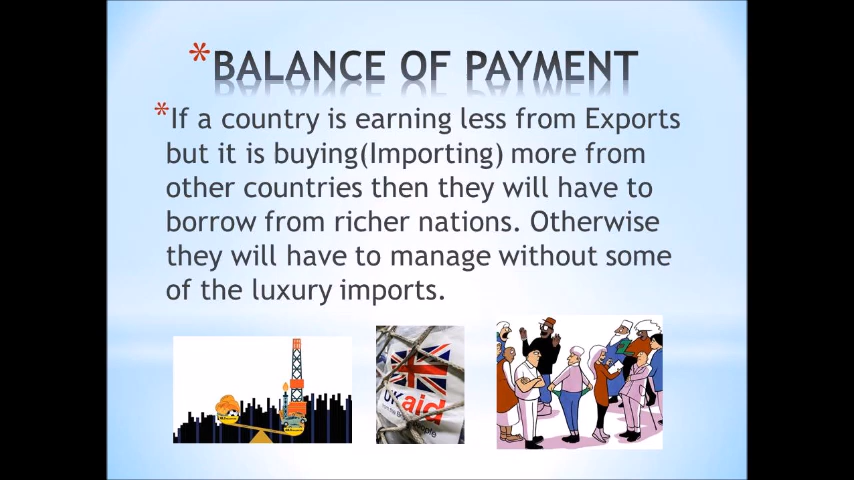 *BALANCE OF PAYMENT
*If a country is earning less from Exports
but it is buying(Importing) more from
other countries then they will have to
borrow from richer nations. Otherwise
they will have to manage without some
of the luxury imports.
UKaid